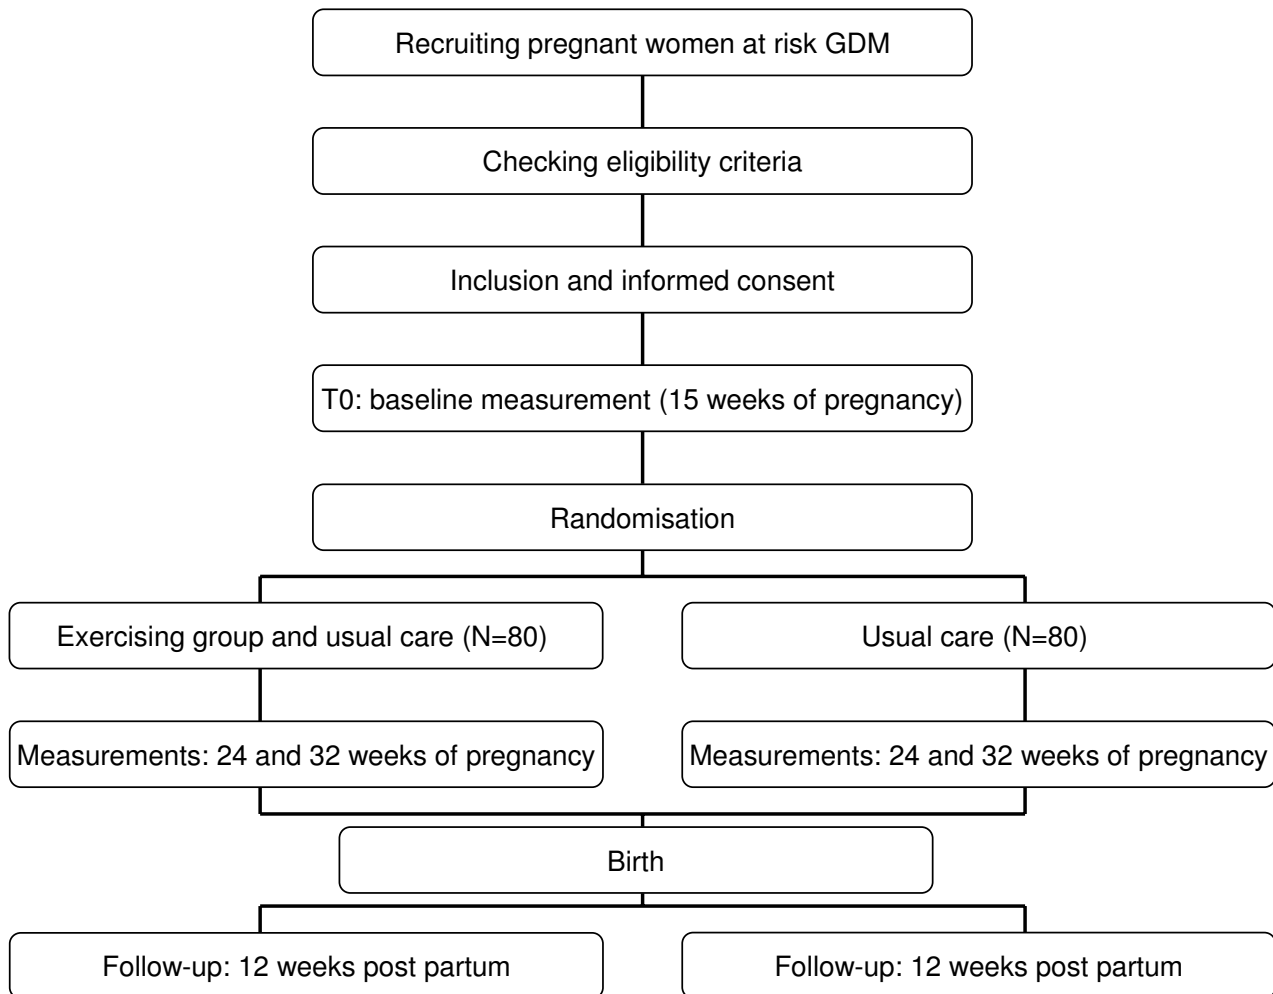 Recruiting pregnant women at risk GDM
Checking eligibility criteria
Inclusion and informed consent
T0: baseline measurement (15 weeks of pregnancy)
Randomisation
Exercising group and usual care (N=80)
Usual care (N=80)
Measurements: 24 and 32 weeks of pregnancy
Measurements: 24 and 32 weeks of pregnancy
Birth
Follow-up: 12 weeks post partum
Follow-up: 12 weeks post partum